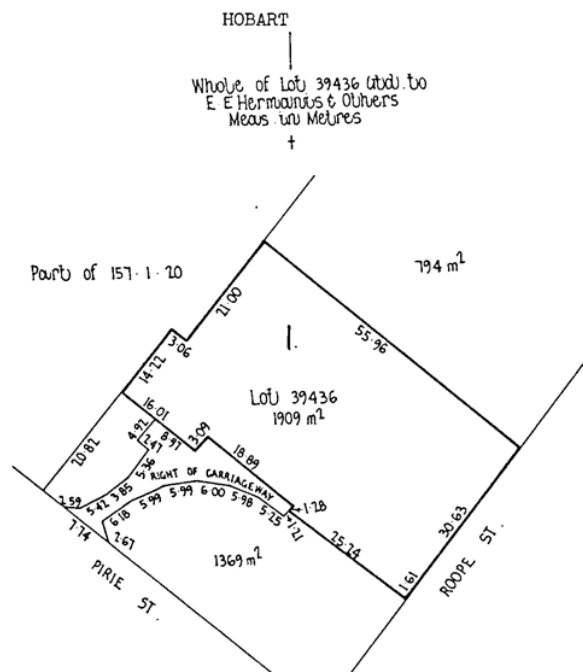 HOBART
Whole of Lot 39436 Gtd. to
E E Hermanis & Others
Meas. in Metres
794 m²
Part of 157·1·20
21·00
55·96
3·06
1.
14·22
Lot 39436
1909 m²
16·01
3·09
18·89
4·92
8·97
2·47
20·82
5·36
RIGHT OF CARRIAGEWAY
3·85
5·42
2·59
6·18
5·99
5·99
6·00
5·98
5·25
1·28
1·21
25·24
30·63
1·61
7·74
2·67
1369 m²
PIRIE ST.
ROOPE ST.